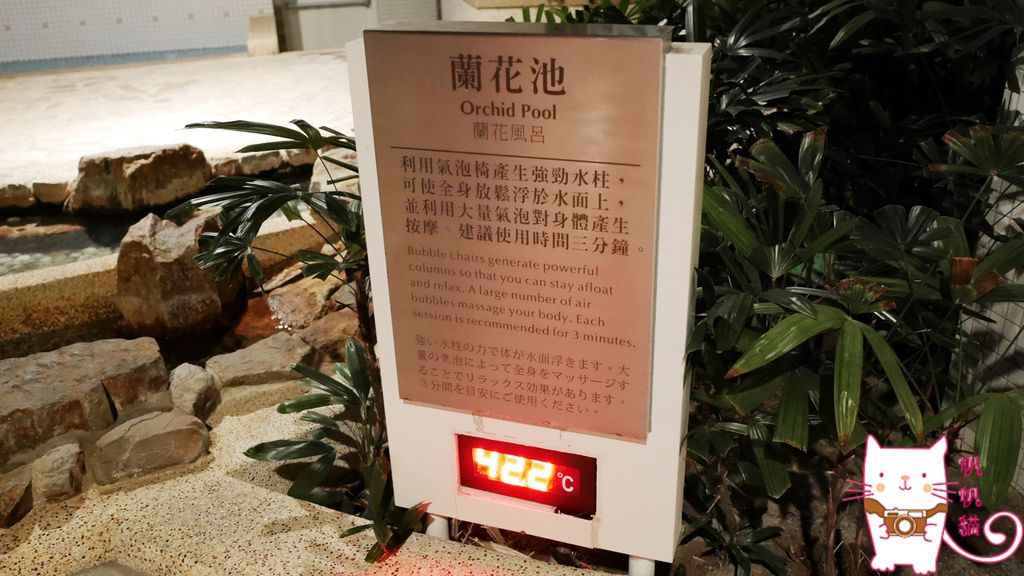 蘭花池
Orchid Pool
蘭花風呂
利用氣泡椅產生強勁水柱，
可使全身放鬆浮於水面上，
並利用大量氣泡對身體產生
按摩。建議使用時間三分鐘。
Bubble chairs generate powerful
columns so that you can stay afloat
and relax. A large number of air
bubbles massage your body. Each
session is recommended for 3 minutes.
強い水柱の力で体が水面浮きます。大
量の気泡によって全身をマッサージす
ることでリラックス効果があります。
3分間を目安にご使用ください。
42.2 °C
帆帆貓